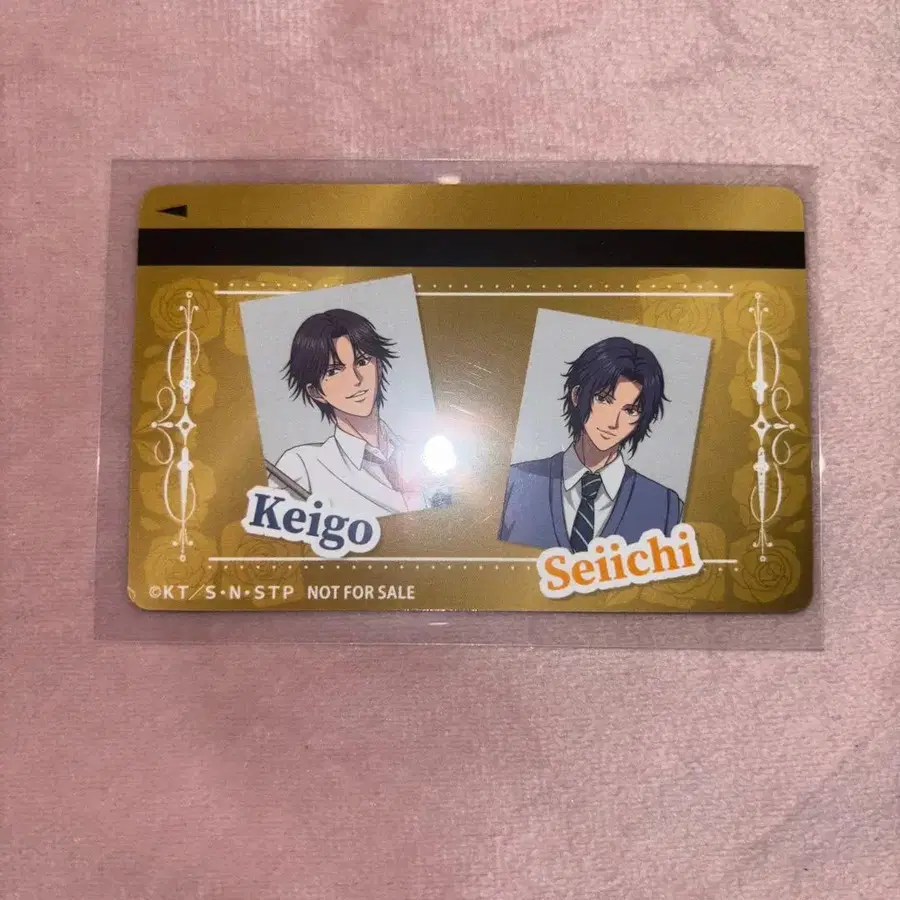 Keigo
Seiichi
©KT/S・N・STP NOT FOR SALE